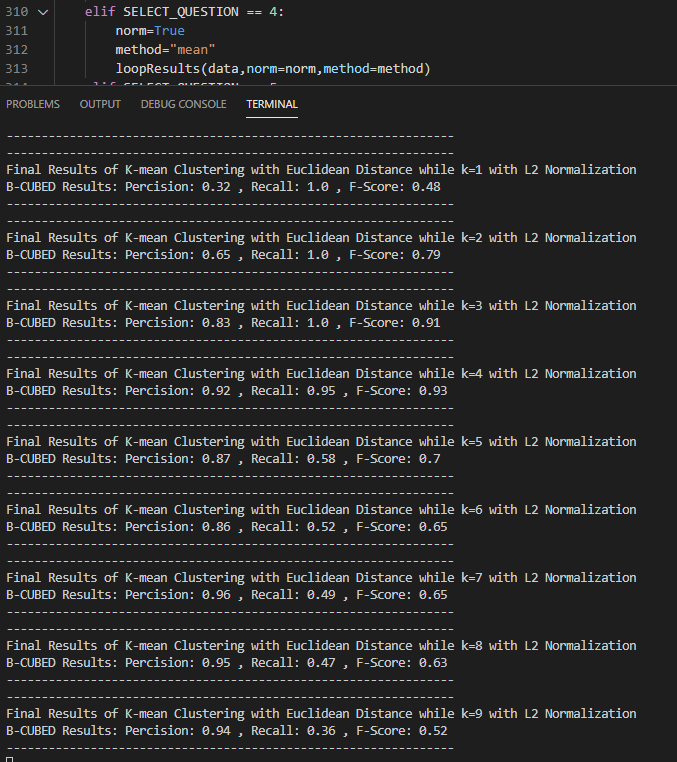 310 elif SELECT_QUESTION == 4:
311 norm=True
312 method="mean"
313 loopResults(data,norm=norm,method=method)
PROBLEMS OUTPUT DEBUG CONSOLE TERMINAL
----------------------------------------------------------------
----------------------------------------------------------------
Final Results of K-mean Clustering with Euclidean Distance while k=1 with L2 Normalization
B-CUBED Results: Percision: 0.32 , Recall: 1.0 , F-Score: 0.48
----------------------------------------------------------------
----------------------------------------------------------------
Final Results of K-mean Clustering with Euclidean Distance while k=2 with L2 Normalization
B-CUBED Results: Percision: 0.65 , Recall: 1.0 , F-Score: 0.79
----------------------------------------------------------------
----------------------------------------------------------------
Final Results of K-mean Clustering with Euclidean Distance while k=3 with L2 Normalization
B-CUBED Results: Percision: 0.83 , Recall: 1.0 , F-Score: 0.91
----------------------------------------------------------------
----------------------------------------------------------------
Final Results of K-mean Clustering with Euclidean Distance while k=4 with L2 Normalization
B-CUBED Results: Percision: 0.92 , Recall: 0.95 , F-Score: 0.93
----------------------------------------------------------------
----------------------------------------------------------------
Final Results of K-mean Clustering with Euclidean Distance while k=5 with L2 Normalization
B-CUBED Results: Percision: 0.87 , Recall: 0.58 , F-Score: 0.7
----------------------------------------------------------------
----------------------------------------------------------------
Final Results of K-mean Clustering with Euclidean Distance while k=6 with L2 Normalization
B-CUBED Results: Percision: 0.86 , Recall: 0.52 , F-Score: 0.65
----------------------------------------------------------------
----------------------------------------------------------------
Final Results of K-mean Clustering with Euclidean Distance while k=7 with L2 Normalization
B-CUBED Results: Percision: 0.96 , Recall: 0.49 , F-Score: 0.65
----------------------------------------------------------------
----------------------------------------------------------------
Final Results of K-mean Clustering with Euclidean Distance while k=8 with L2 Normalization
B-CUBED Results: Percision: 0.95 , Recall: 0.47 , F-Score: 0.63
----------------------------------------------------------------
----------------------------------------------------------------
Final Results of K-mean Clustering with Euclidean Distance while k=9 with L2 Normalization
B-CUBED Results: Percision: 0.94 , Recall: 0.36 , F-Score: 0.52
----------------------------------------------------------------